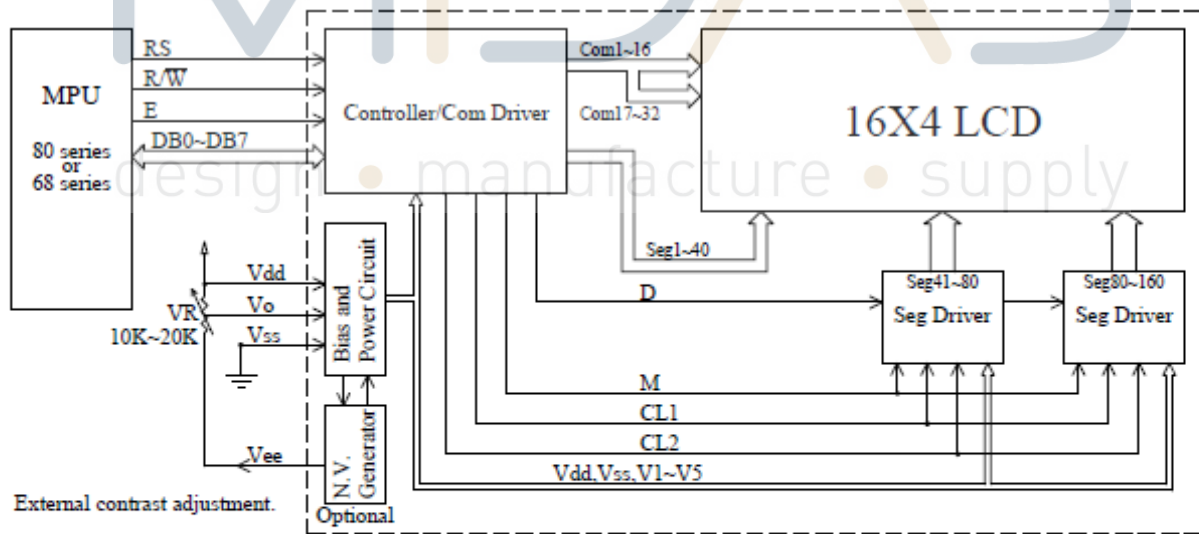 MPU
80 series
or
68 series
RS
R/W
E
DB0~DB7
Controller/Com Driver
Com1~16
Com17~32
16X4 LCD
design • manufacture • supply
Seg1~40
Vdd
Vo
Vss
VR
10K~20K
Bias and
Power Circuit
D
Seg41~80
Seg Driver
Seg80~160
Seg Driver
M
CL1
CL2
Vdd,Vss,V1~V5
Vee
N.V.
Generator
Optional
External contrast adjustment.